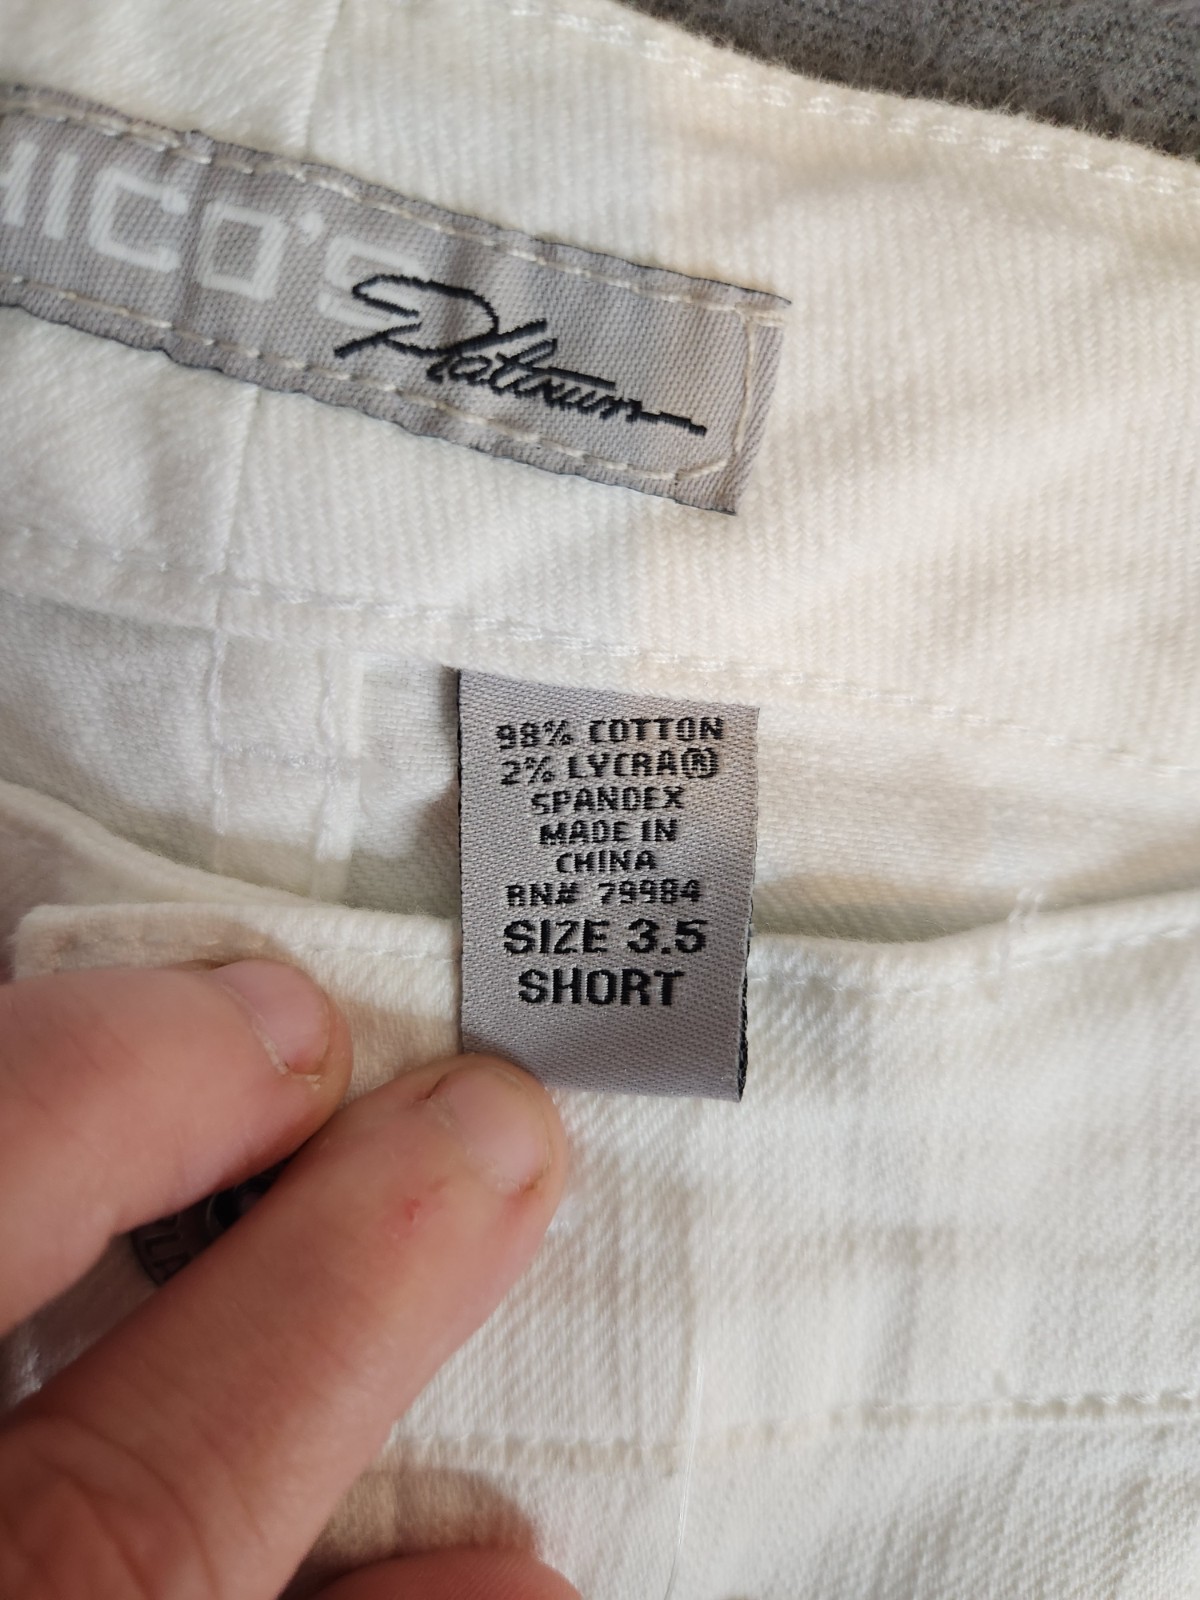 HICO'S
Platinum
98% COTTON
2% LYCRA®
SPANDEX
MADE IN
CHINA
RN# 79984
SIZE 3.5
SHORT